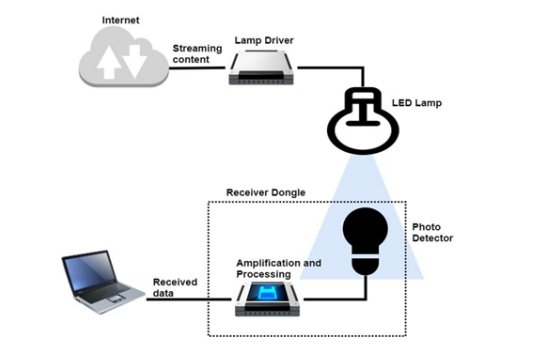 Internet
Streaming
content
Lamp Driver
LED Lamp
Receiver Dongle
Photo
Detector
Amplification and
Processing
Received
data